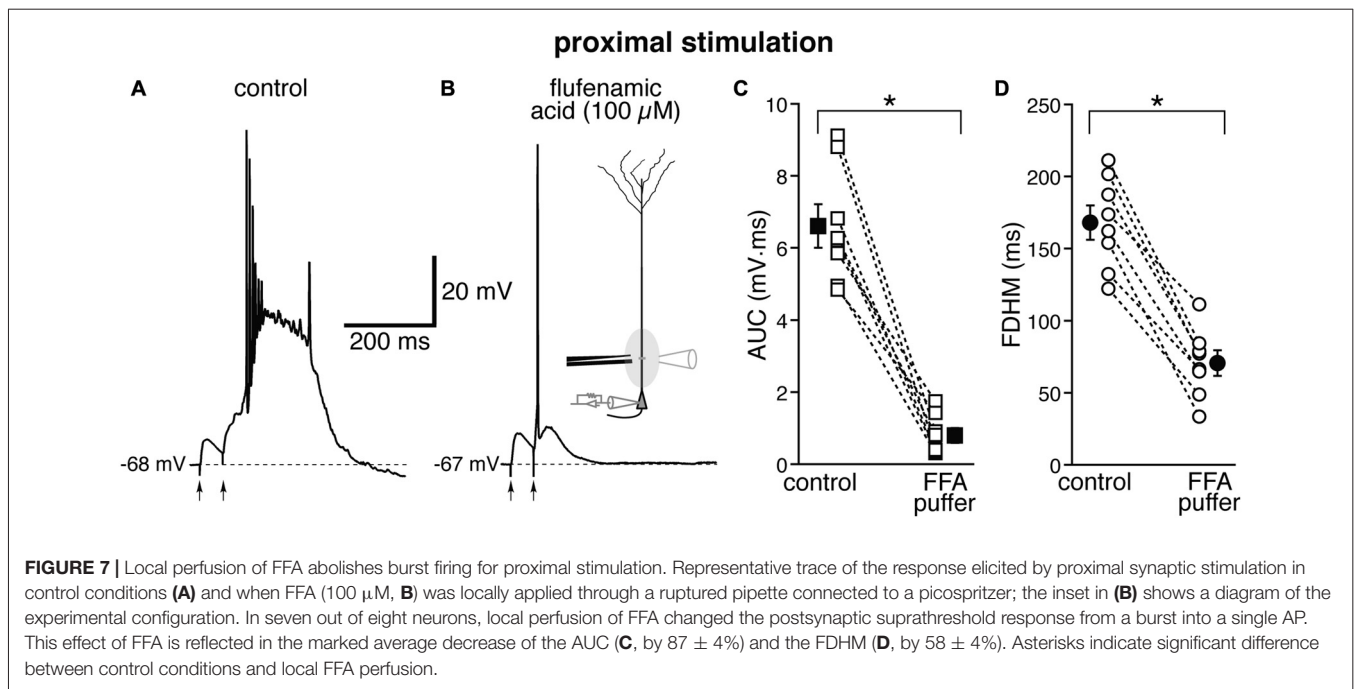 proximal stimulation
A
control
20 mV
200 ms
-68 mV
B
flufenamic
acid (100 µM)
-67 mV
C
*
10
8
6
4
2
0
AUC (mV·ms)
control
FFA
puffer
D
*
250
200
150
100
50
0
FDHM (ms)
control
FFA
puffer
FIGURE 7 | Local perfusion of FFA abolishes burst firing for proximal stimulation. Representative trace of the response elicited by proximal synaptic stimulation in
control conditions (A) and when FFA (100 µM, B) was locally applied through a ruptured pipette connected to a picospritzer; the inset in (B) shows a diagram of the
experimental configuration. In seven out of eight neurons, local perfusion of FFA changed the postsynaptic suprathreshold response from a burst into a single AP.
This effect of FFA is reflected in the marked average decrease of the AUC (C, by 87 ± 4%) and the FDHM (D, by 58 ± 4%). Asterisks indicate significant difference
between control conditions and local FFA perfusion.